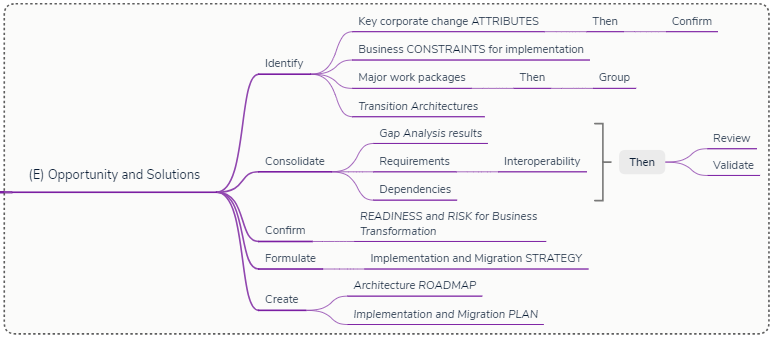 (E) Opportunity and Solutions
Identify
Key corporate change ATTRIBUTES
Then
Confirm
Business CONSTRAINTS for implementation
Major work packages
Then
Group
Transition Architectures
Consolidate
Gap Analysis results
Requirements
Interoperability
Dependencies
Then
Review
Validate
Confirm
READINESS and RISK for Business
Transformation
Formulate
Implementation and Migration STRATEGY
Create
Architecture ROADMAP
Implementation and Migration PLAN